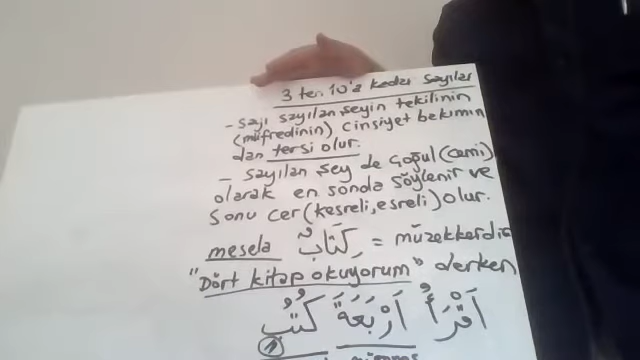 3 ten 10'a kadar sayılar
- sayı sayılan şeyin tekilinin
(müfredinin) cinsiyet bakımın
dan tersi olur.
- sayılan şey de çoğul (cemi)
olarak en sonda söylenir ve
sonu cer (kesreli, esreli) olur.
mesela كِتَابٌ = müzekkerdir
"Dört kitap okuyorum" derken
اَقْرَأُ اَرْبَعَةَ كُتُبٍ